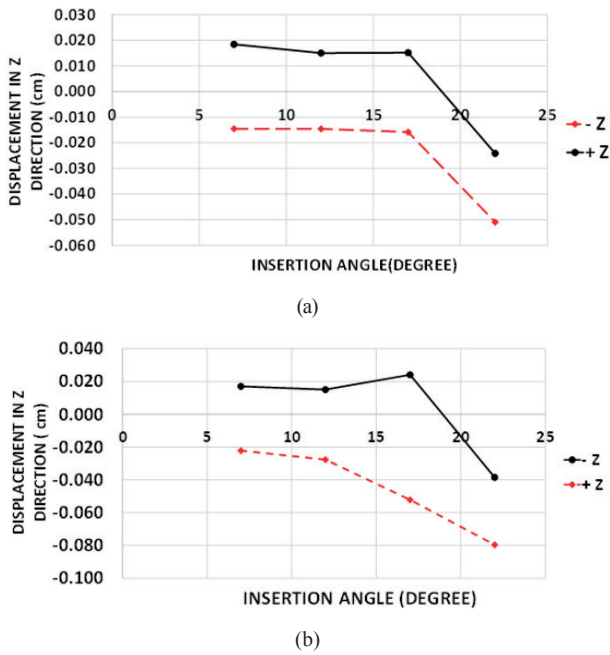 0.030
0.020
0.010
0.000
-0.010
-0.020
-0.030
-0.040
-0.050
-0.060
0 5 10 15 20 25
DISPLACEMENT IN Z
DIRECTION (cm)
INSERTION ANGLE(DEGREE)
- Z
+ Z
(a)
0.040
0.020
0.000
-0.020
-0.040
-0.060
-0.080
-0.100
0 5 10 15 20 25
DISPLACEMENT IN Z
DIRECTION ( cm)
INSERTION ANGLE (DEGREE)
- Z
+ Z
(b)